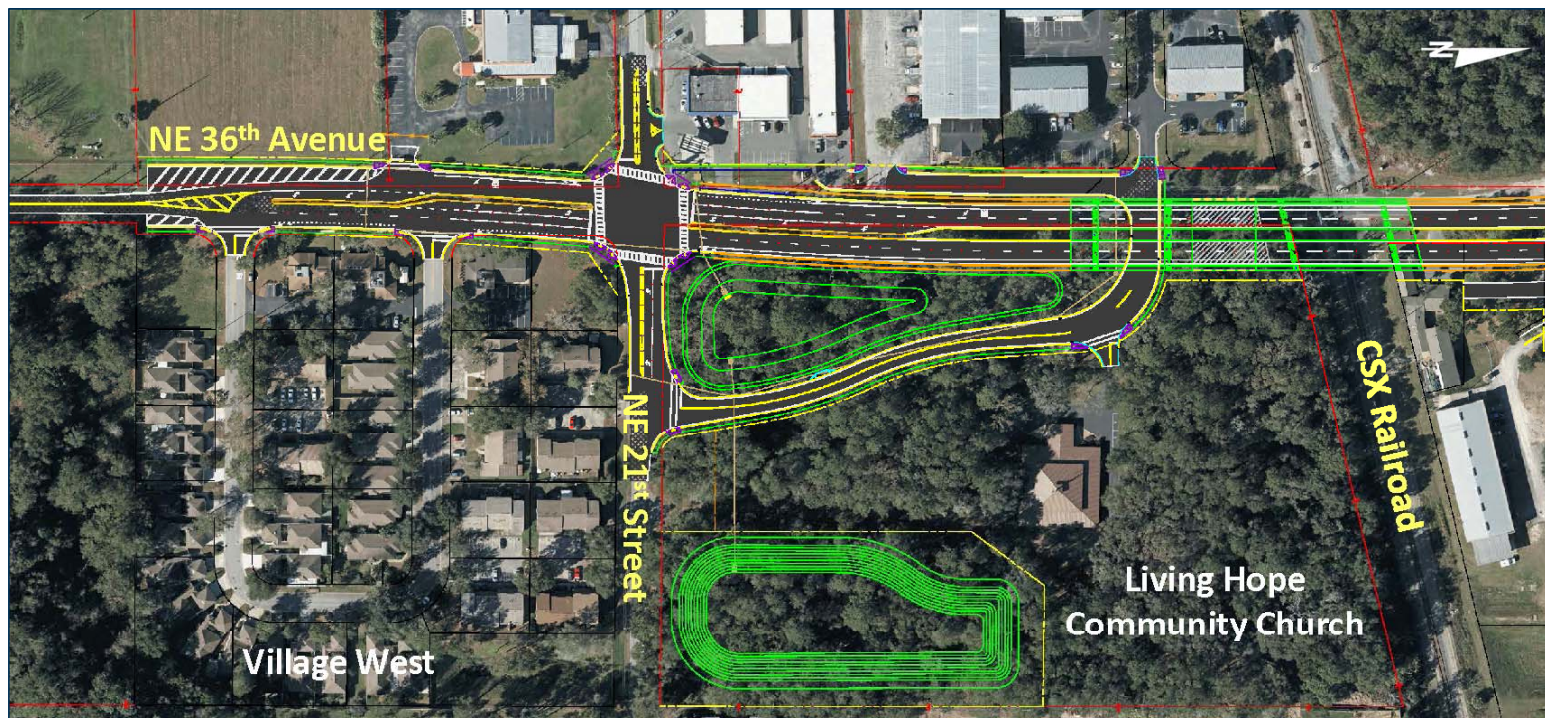 N
NE 36th Avenue
NE 21st Street
CSX Railroad
Living Hope
Community Church
Village West